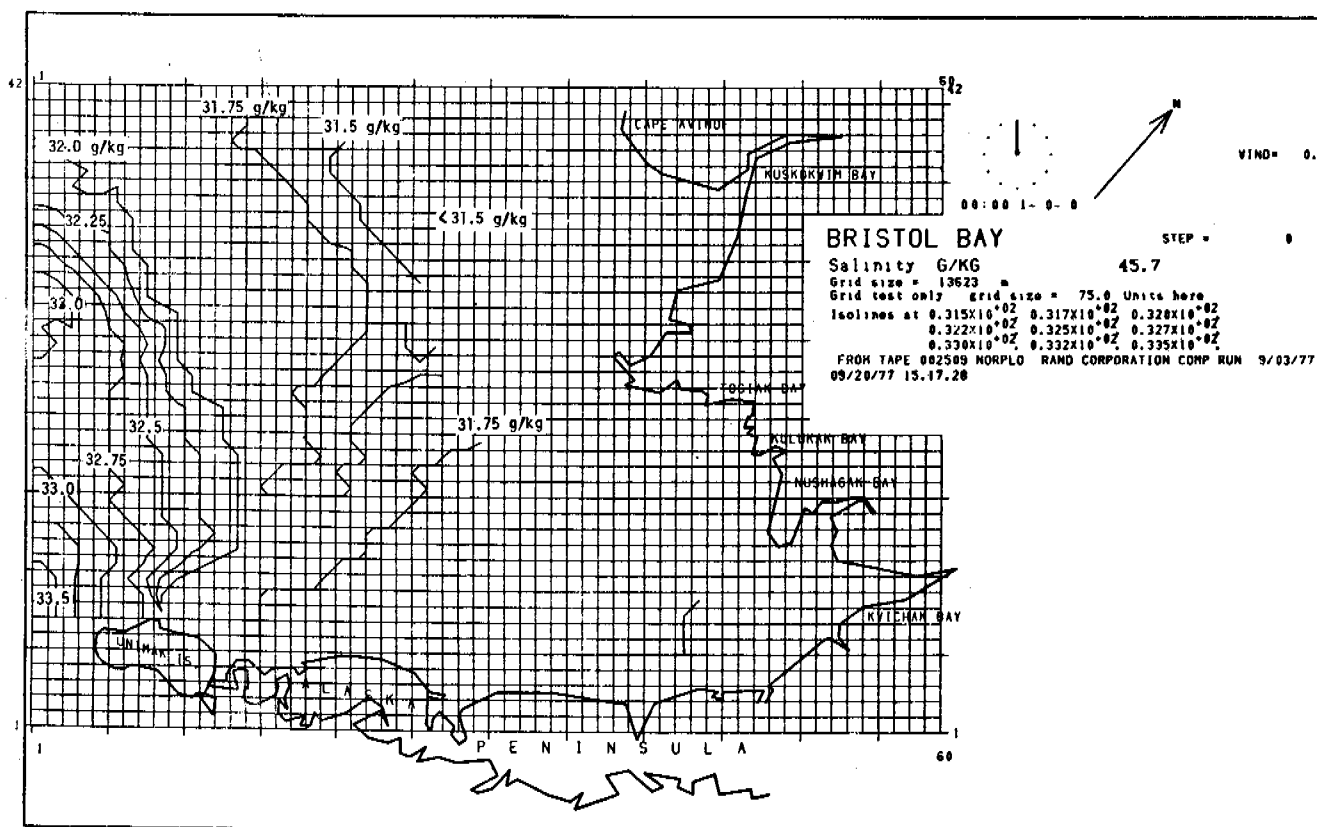 42
1
60
42
31.75 g/kg
31.5 g/kg
CAPE AVINOF
N
32.0 g/kg
WIND= 0.
KUSKOKWIM BAY
32.25
<31.5 g/kg
00:00 1- 0- 0
BRISTOL BAY
STEP = 0
Salinity G/KG 45.7
Grid size = 13623 m
Grid test only grid size = 75.0 Units here
Isolines at 0.315X10+02, 0.317X10+02, 0.320X10+02,
0.322X10+02, 0.325X10+02, 0.327X10+02,
0.330X10+02, 0.332X10+02, 0.335X10+02,
FROM TAPE 002509 NORPLO RAND CORPORATION COMP RUN 9/03/77
09/20/77 15.17.28
TOGIAK BAY
31.75 g/kg
32.5
KULUKAK BAY
32.75
NUSHAGAK BAY
33.0
33.5
KVICHAK BAY
UNIMAK IS.
ALASKA
PENINSULA
1
1
1
60